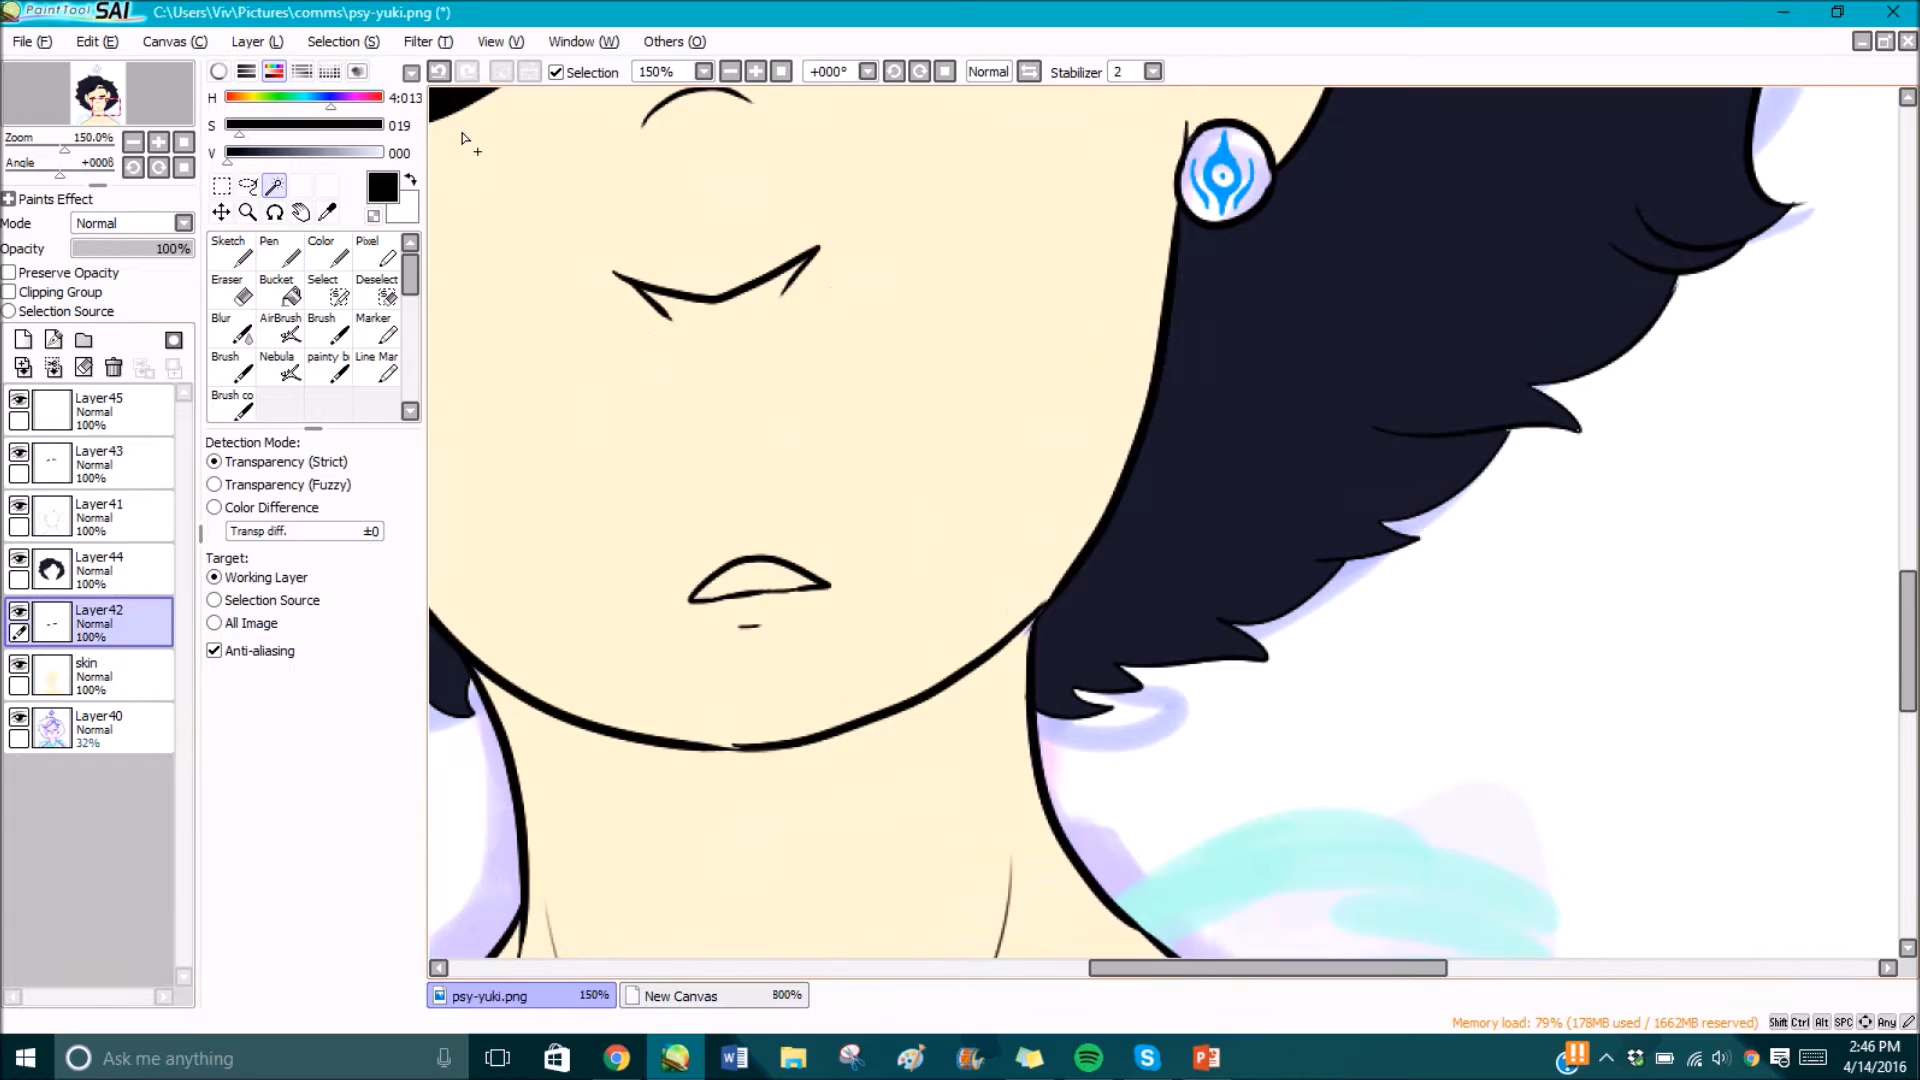 PaintTool SAI C:\Users\Viv\Pictures\comms\psy-yuki.png (*)
File (F) Edit (E) Canvas (C) Layer (L) Selection (S) Filter (T) View (V) Window (W) Others (O)
Selection 150% +000° Normal Stabilizer 2
H 4:013
S 019
V 000
Zoom 150.0%
Angle +0008
Paints Effect
Mode Normal
Opacity 100%
Preserve Opacity
Clipping Group
Selection Source
Sketch Pen Color Pixel
Eraser Bucket Select Deselect
Blur AirBrush Brush Marker
Brush Nebula painty b Line Mar
Brush co
Layer45
Normal
100%
Layer43
Normal
100%
Layer41
Normal
100%
Layer44
Normal
100%
Layer42
Normal
100%
skin
Normal
100%
Layer40
Normal
32%
Detection Mode:
Transparency (Strict)
Transparency (Fuzzy)
Color Difference
Transp diff. ±0
Target:
Working Layer
Selection Source
All Image
Anti-aliasing
psy-yuki.png 150% New Canvas 800%
Memory load: 79% (178MB used / 1662MB reserved) Shift Ctrl Alt SPC Any
Ask me anything
2:46 PM
4/14/2016